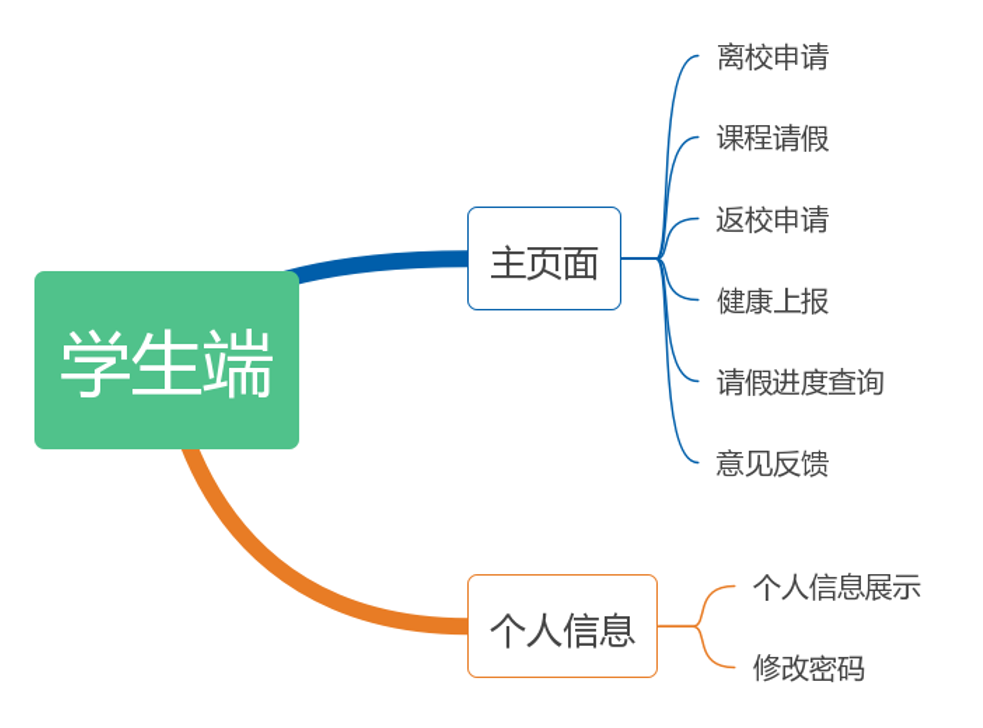 学生端
主页面
离校申请
课程请假
返校申请
健康上报
请假进度查询
意见反馈
个人信息
个人信息展示
修改密码